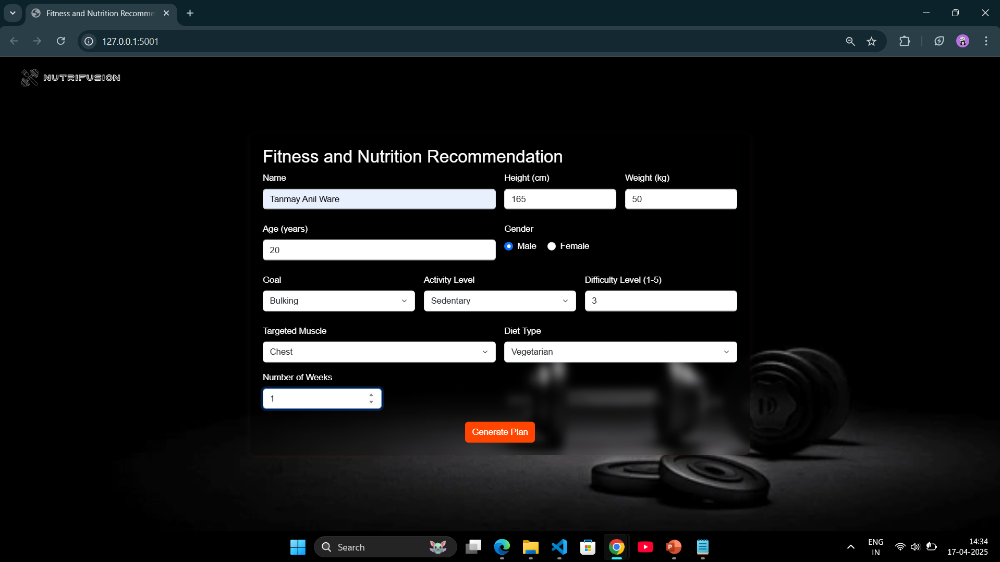 Fitness and Nutrition Recomme
127.0.0.1:5001
NUTRIFUSION
Fitness and Nutrition Recommendation
Name
Height (cm)
Weight (kg)
Tanmay Anil Ware
165
50
Age (years)
Gender
20
Male
Female
Goal
Activity Level
Difficulty Level (1-5)
Bulking
Sedentary
3
Targeted Muscle
Diet Type
Chest
Vegetarian
Number of Weeks
1
Generate Plan
Search
ENG
IN
14:34
17-04-2025